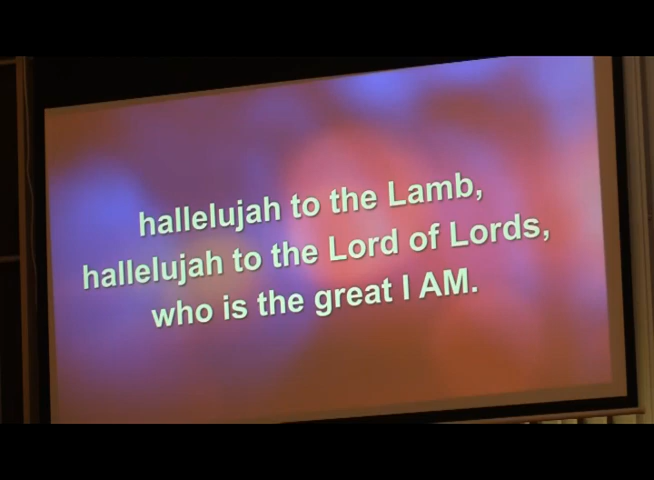 hallelujah to the Lamb,
hallelujah to the Lord of Lords,
who is the great I AM.